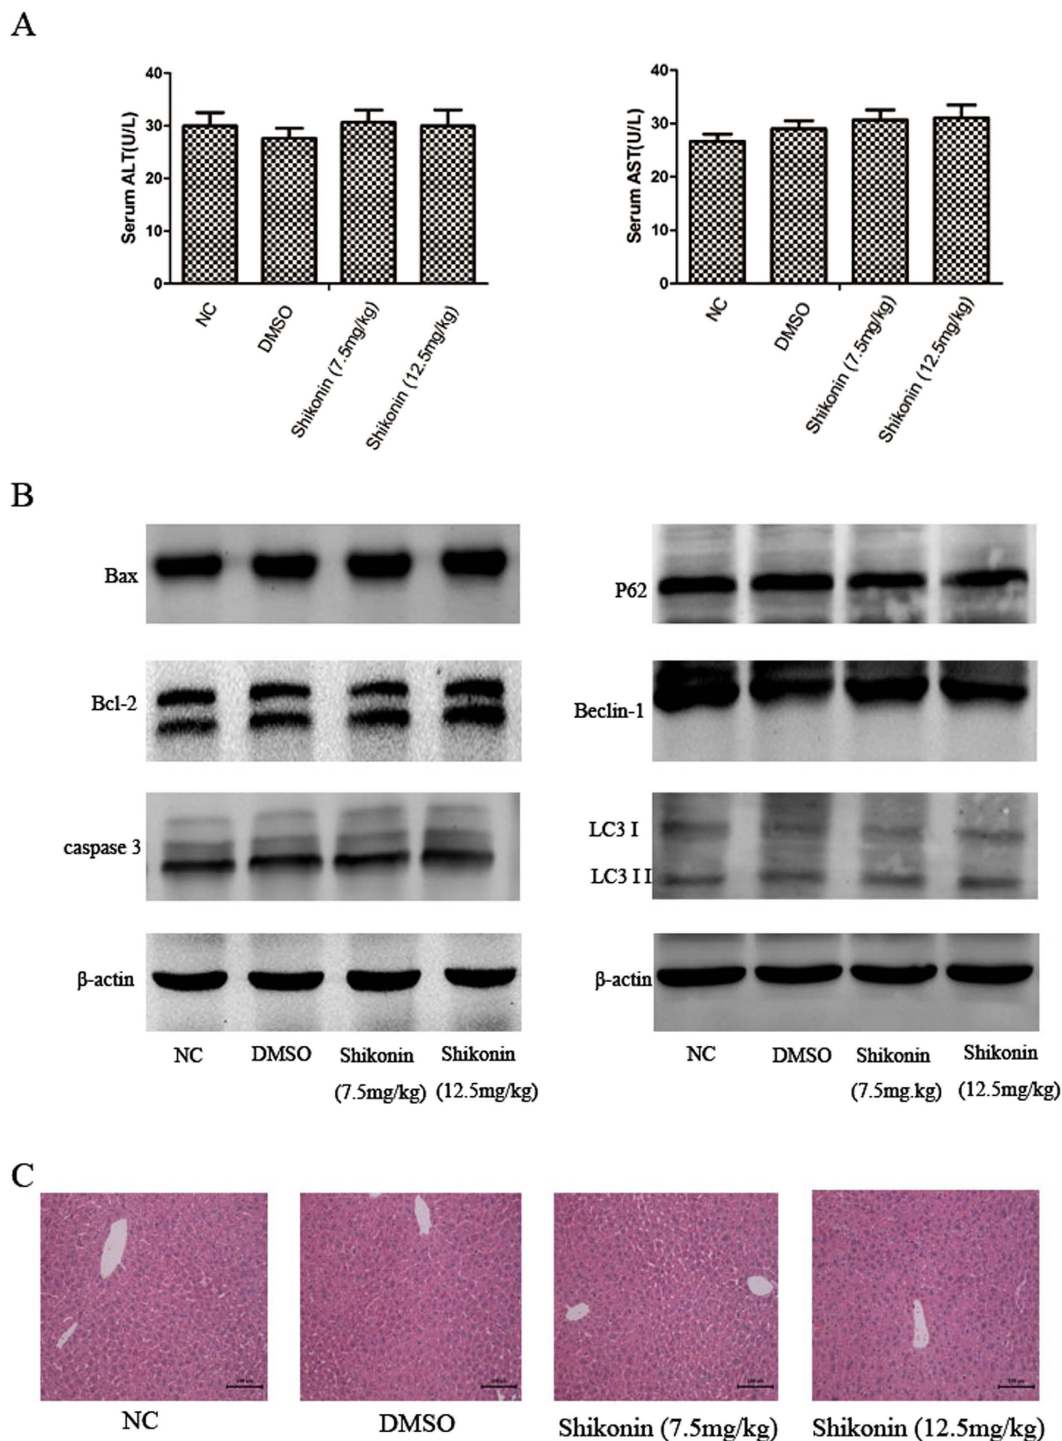 A
40
30
20
10
0
Serum ALT(U/L)
NC
DMSO
Shikonin (7.5mg/kg)
Shikonin (12.5mg/kg)
40
30
20
10
0
Serum AST(U/L)
NC
DMSO
Shikonin (7.5mg/kg)
Shikonin (12.5mg/kg)
B
Bax
Bcl-2
caspase 3
β-actin
NC DMSO Shikonin Shikonin
(7.5mg/kg) (12.5mg/kg)
P62
Beclin-1
LC3 I
LC3 I I
β-actin
NC DMSO Shikonin Shikonin
(7.5mg.kg) (12.5mg/kg)
C
NC
DMSO
Shikonin (7.5mg/kg)
Shikonin (12.5mg/kg)